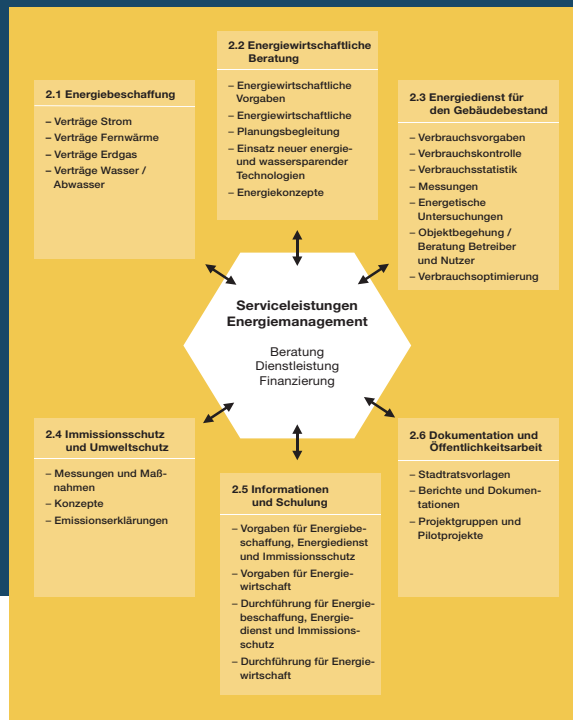 2.2 Energiewirtschaftliche
Beratung
– Energiewirtschaftliche
Vorgaben
– Energiewirtschaftliche
– Planungsbegleitung
– Einsatz neuer energie-
und wassersparender
Technologien
– Energiekonzepte
2.1 Energiebeschaffung
– Verträge Strom
– Verträge Fernwärme
– Verträge Erdgas
– Verträge Wasser /
Abwasser
2.3 Energiedienst für
den Gebäudebestand
– Verbrauchsvorgaben
– Verbrauchskontrolle
– Verbrauchsstatistik
– Messungen
– Energetische
Untersuchungen
– Objektbegehung /
Beratung Betreiber
und Nutzer
– Verbrauchsoptimierung
Serviceleistungen
Energiemanagement
Beratung
Dienstleistung
Finanzierung
2.4 Immissionsschutz
und Umweltschutz
– Messungen und Maß-
nahmen
– Konzepte
– Emissionserklärungen
2.5 Informationen
und Schulung
– Vorgaben für Energiebe-
schaffung, Energiedienst
und Immissionsschutz
– Vorgaben für Energie-
wirtschaft
– Durchführung für Energie-
beschaffung, Energie-
dienst und Immissions-
schutz
– Durchführung für Energie-
wirtschaft
2.6 Dokumentation und
Öffentlichkeitsarbeit
– Stadtratsvorlagen
– Berichte und Dokumen-
tationen
– Projektgruppen und
Pilotprojekte